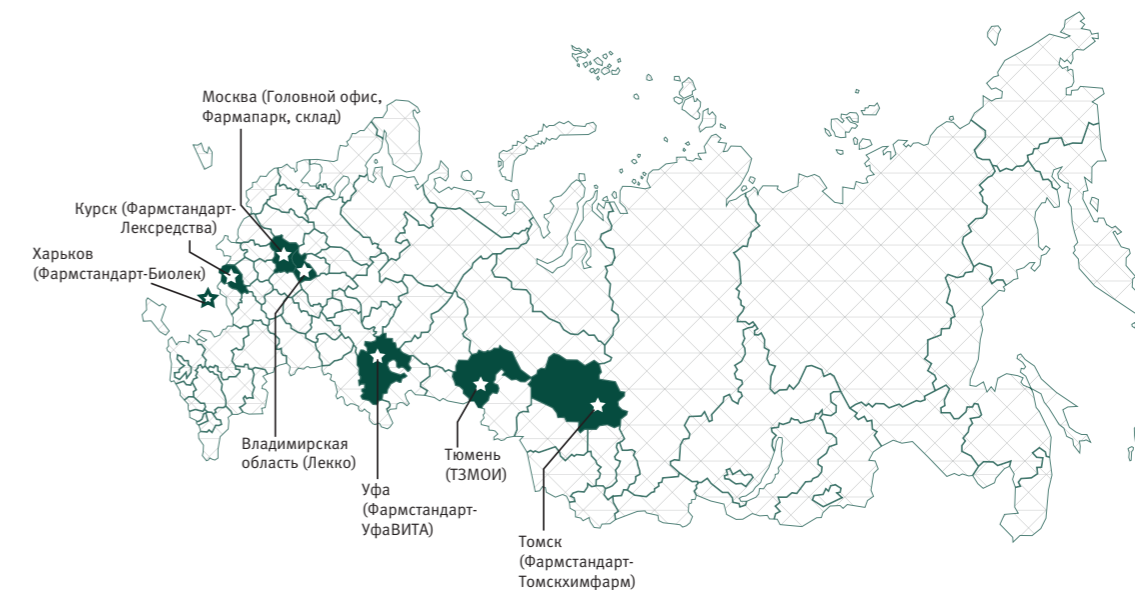 Москва (Головной офис,
Фармапарк, склад)
Курск (Фармстандарт-
Лексредства)
Харьков
(Фармстандарт-Биолек)
Владимирская
область (Лекко)
Уфа
(Фармстандарт-
УфаВИТА)
Тюмень
(ТЗМОИ)
Томск
(Фармстандарт-
Томскхимфарм)